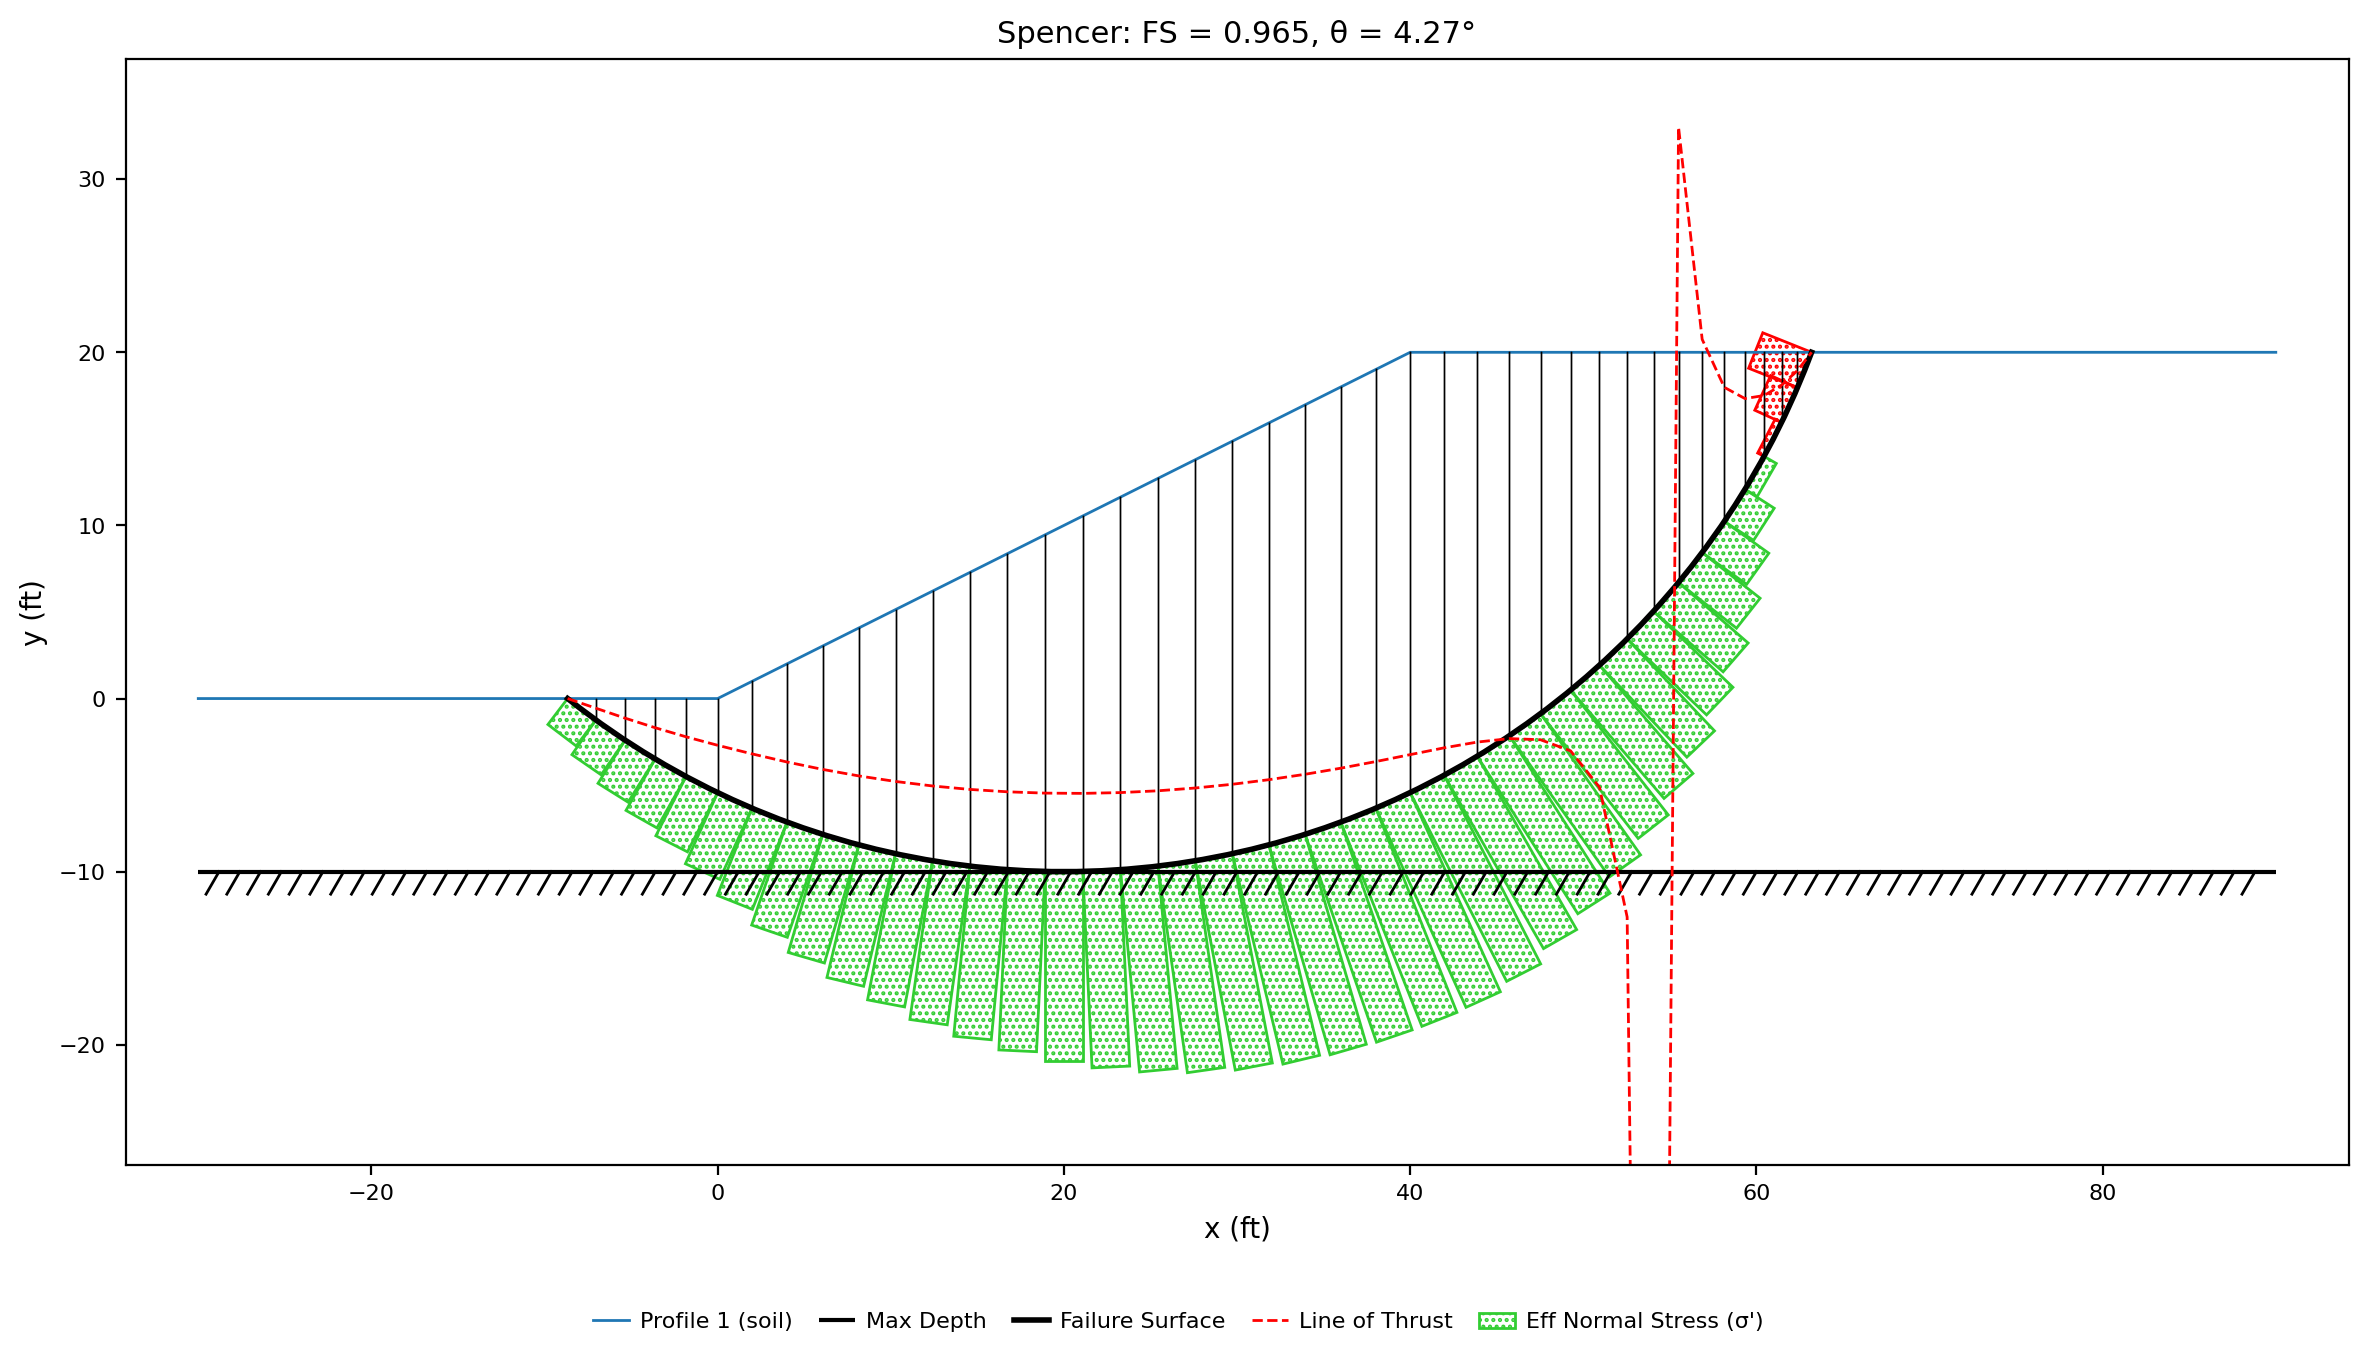 Spencer: FS = 0.965, θ = 4.27°
y (ft)
30
20
10
0
−10
−20
−20
0
20
40
60
80
x (ft)
Profile 1 (soil)
Max Depth
Failure Surface
Line of Thrust
Eff Normal Stress (σ')